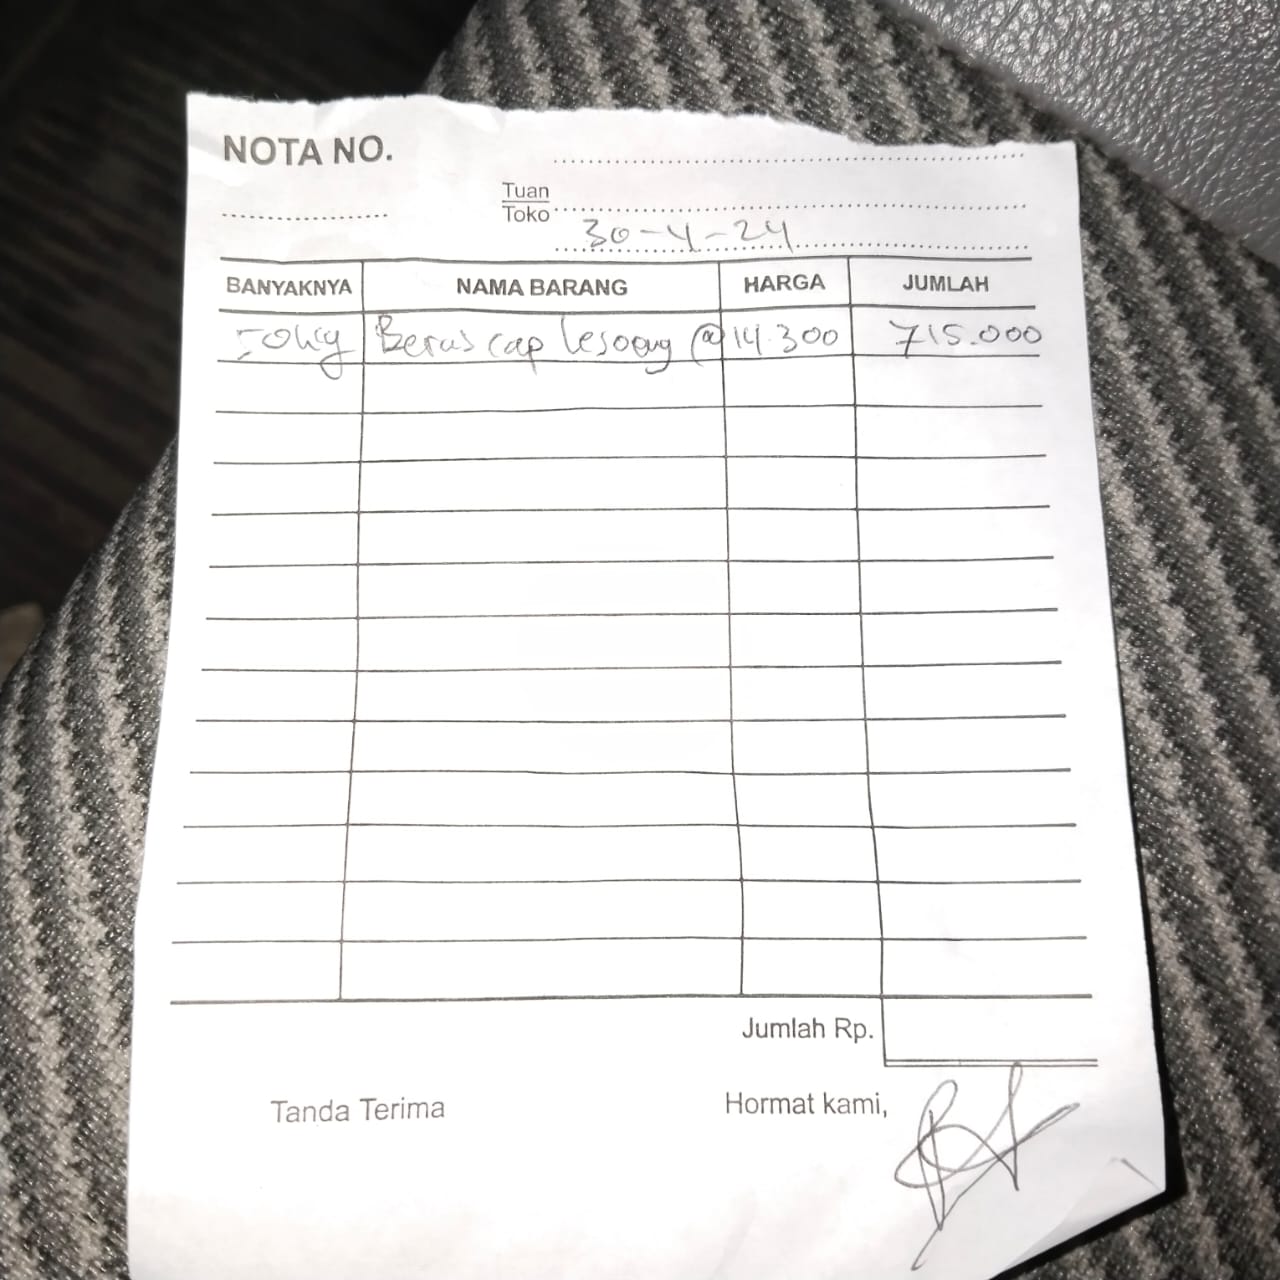 NOTA NO.
Tuan
Toko
30-4-24
BANYAKNYA NAMA BARANG HARGA JUMLAH
50kg Beras cap lesoeng @ 14.300 715.000
Jumlah Rp.
Tanda Terima Hormat kami,